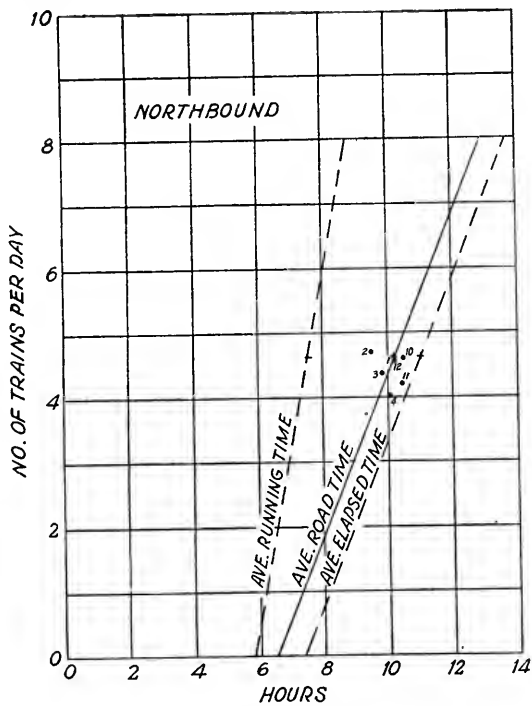 10
NORTHBOUND
8
NO. OF TRAINS PER DAY
6
2
10
12
3
11
4
4
AVE. RUNNING TIME
AVE. ROAD TIME
AVE. ELAPSED TIME
2
0
0 2 4 6 8 10 12 14
HOURS